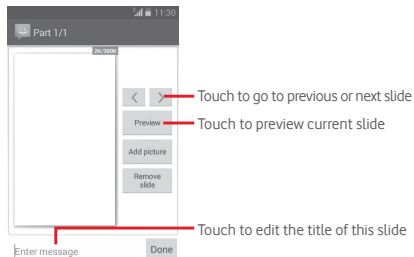 11:30
Part 1/1
2K/300K
Touch to go to previous or next slide
Preview
Touch to preview current slide
Add picture
Remove
slide
Touch to edit the title of this slide
Enter message
Done